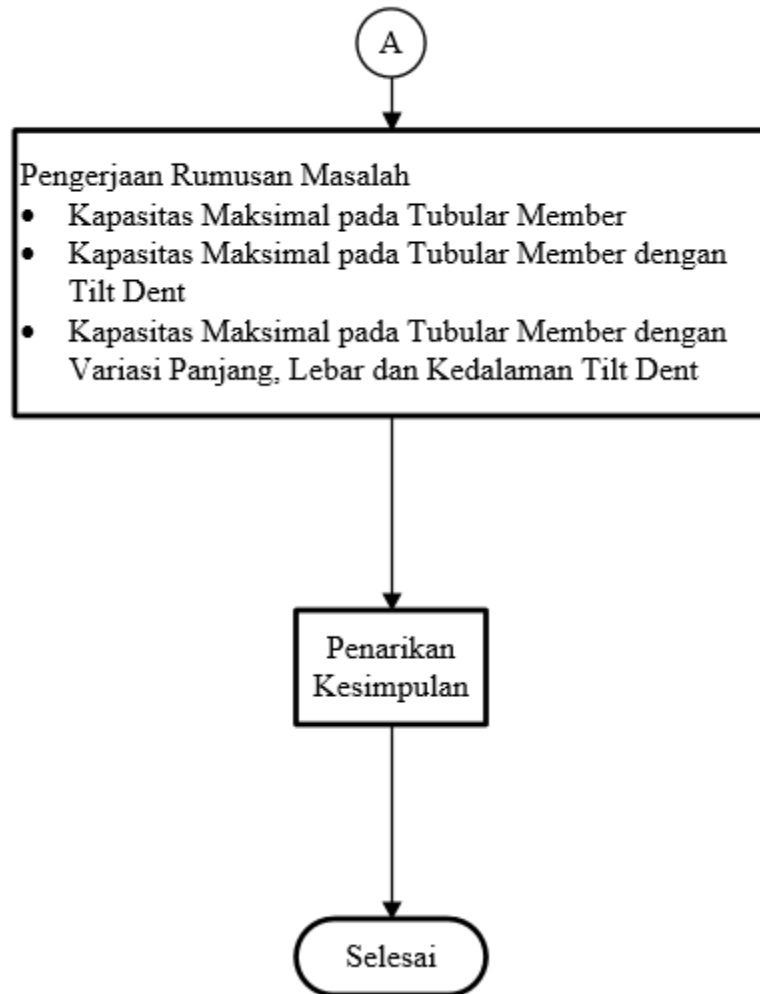 A
Pengerjaan Rumusan Masalah
• Kapasitas Maksimal pada Tubular Member
• Kapasitas Maksimal pada Tubular Member dengan
Tilt Dent
• Kapasitas Maksimal pada Tubular Member dengan
Variasi Panjang, Lebar dan Kedalaman Tilt Dent
Penarikan
Kesimpulan
Selesai